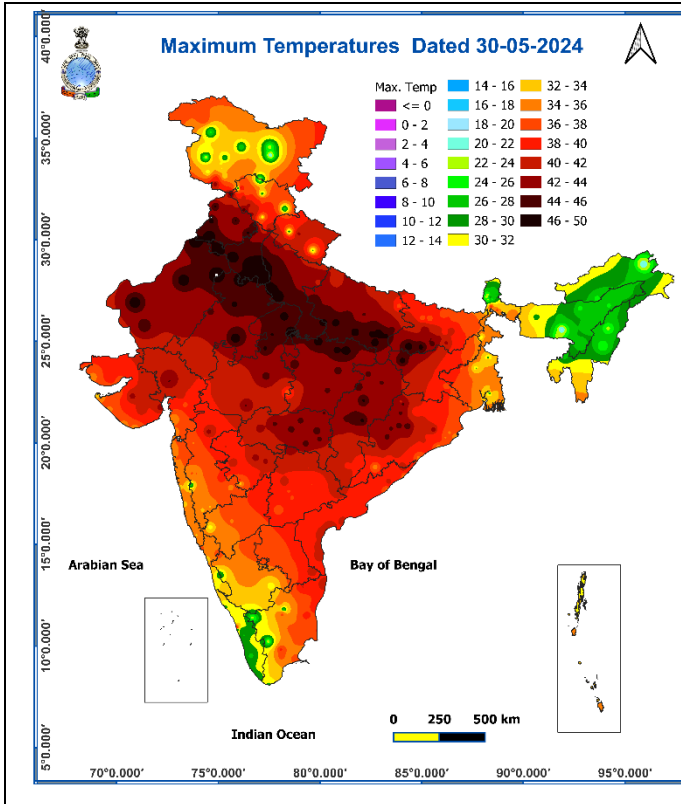 Maximum Temperatures Dated 30-05-2024
Max. Temp
<= 0
0 - 2
2 - 4
4 - 6
6 - 8
8 - 10
10 - 12
12 - 14
14 - 16
16 - 18
18 - 20
20 - 22
22 - 24
24 - 26
26 - 28
28 - 30
30 - 32
32 - 34
34 - 36
36 - 38
38 - 40
40 - 42
42 - 44
44 - 46
46 - 50
40°0.000'
35°0.000'
30°0.000'
25°0.000'
20°0.000'
15°0.000'
10°0.000'
5°0.000'
Arabian Sea
Bay of Bengal
Indian Ocean
0 250 500 km
70°0.000' 75°0.000' 80°0.000' 85°0.000' 90°0.000' 95°0.000'